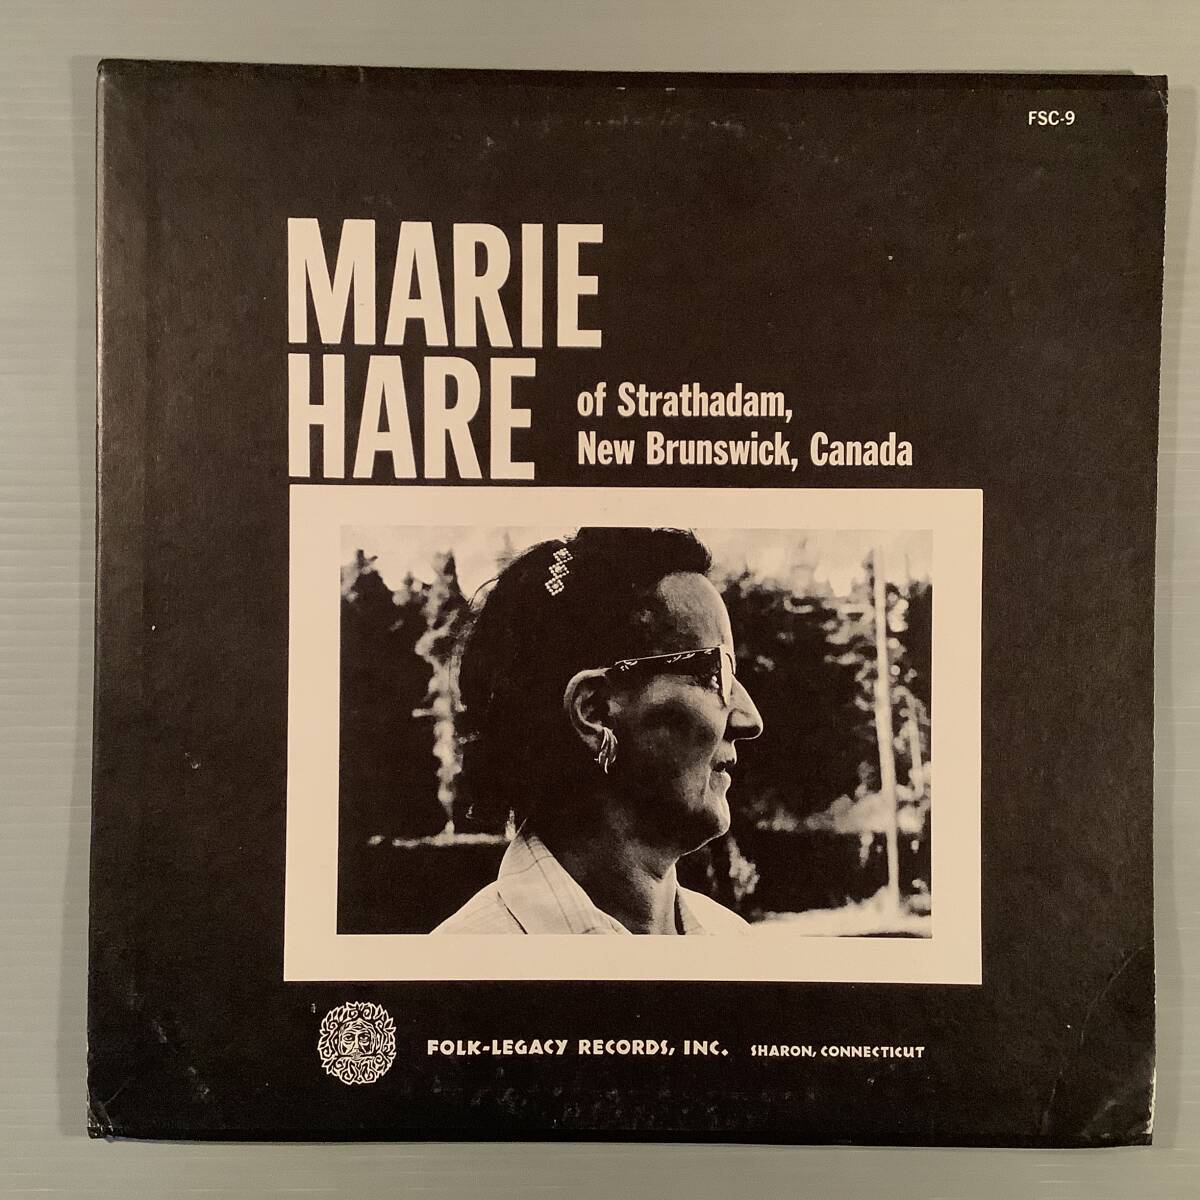 FSC-9
MARIE
HARE
of Strathadam,
New Brunswick, Canada
FOLK-LEGACY RECORDS, INC. SHARON, CONNECTICUT